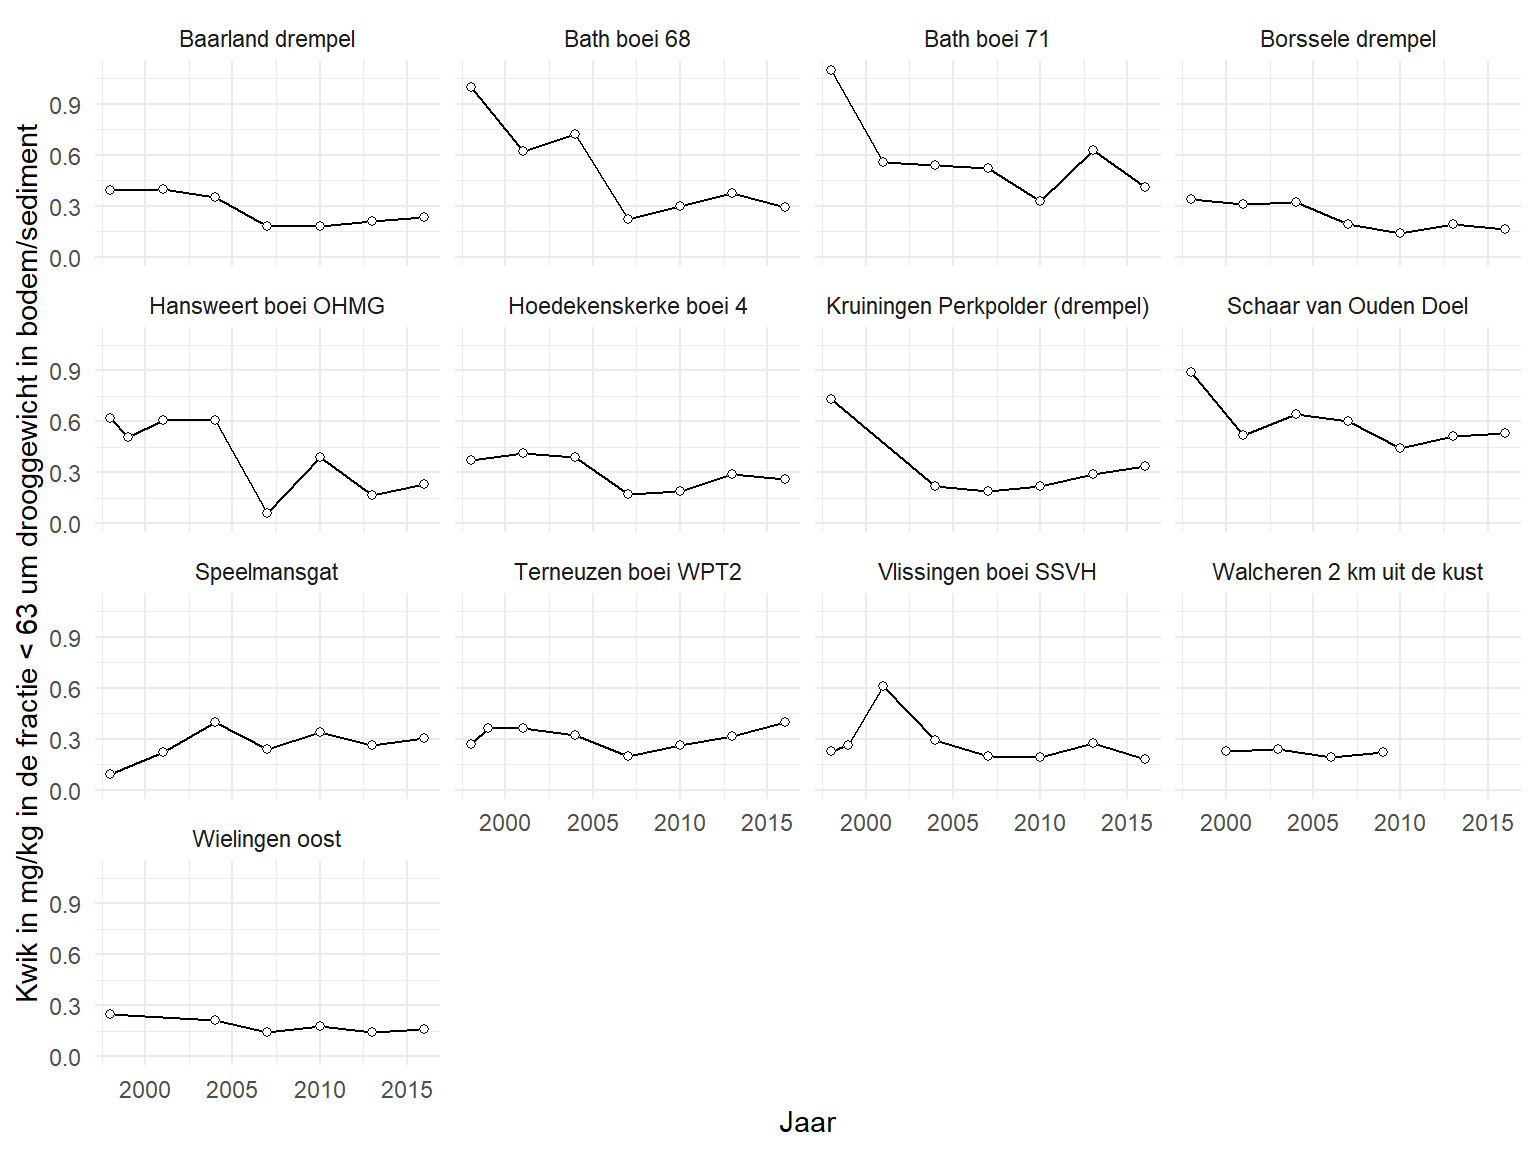 Kwik in mg/kg in de fractie < 63 um drooggewicht in bodem/sediment
Baarland drempel
Bath boei 68
Bath boei 71
Borssele drempel
0.9
0.6
0.3
0.0
Hansweert boei OHMG
Hoedekenskerke boei 4
Kruiningen Perkpolder (drempel)
Schaar van Ouden Doel
0.9
0.6
0.3
0.0
Speelmansgat
Terneuzen boei WPT2
Vlissingen boei SSVH
Walcheren 2 km uit de kust
0.9
0.6
0.3
0.0
2000 2005 2010 2015
2000 2005 2010 2015
2000 2005 2010 2015
Wielingen oost
0.9
0.6
0.3
0.0
2000 2005 2010 2015
Jaar